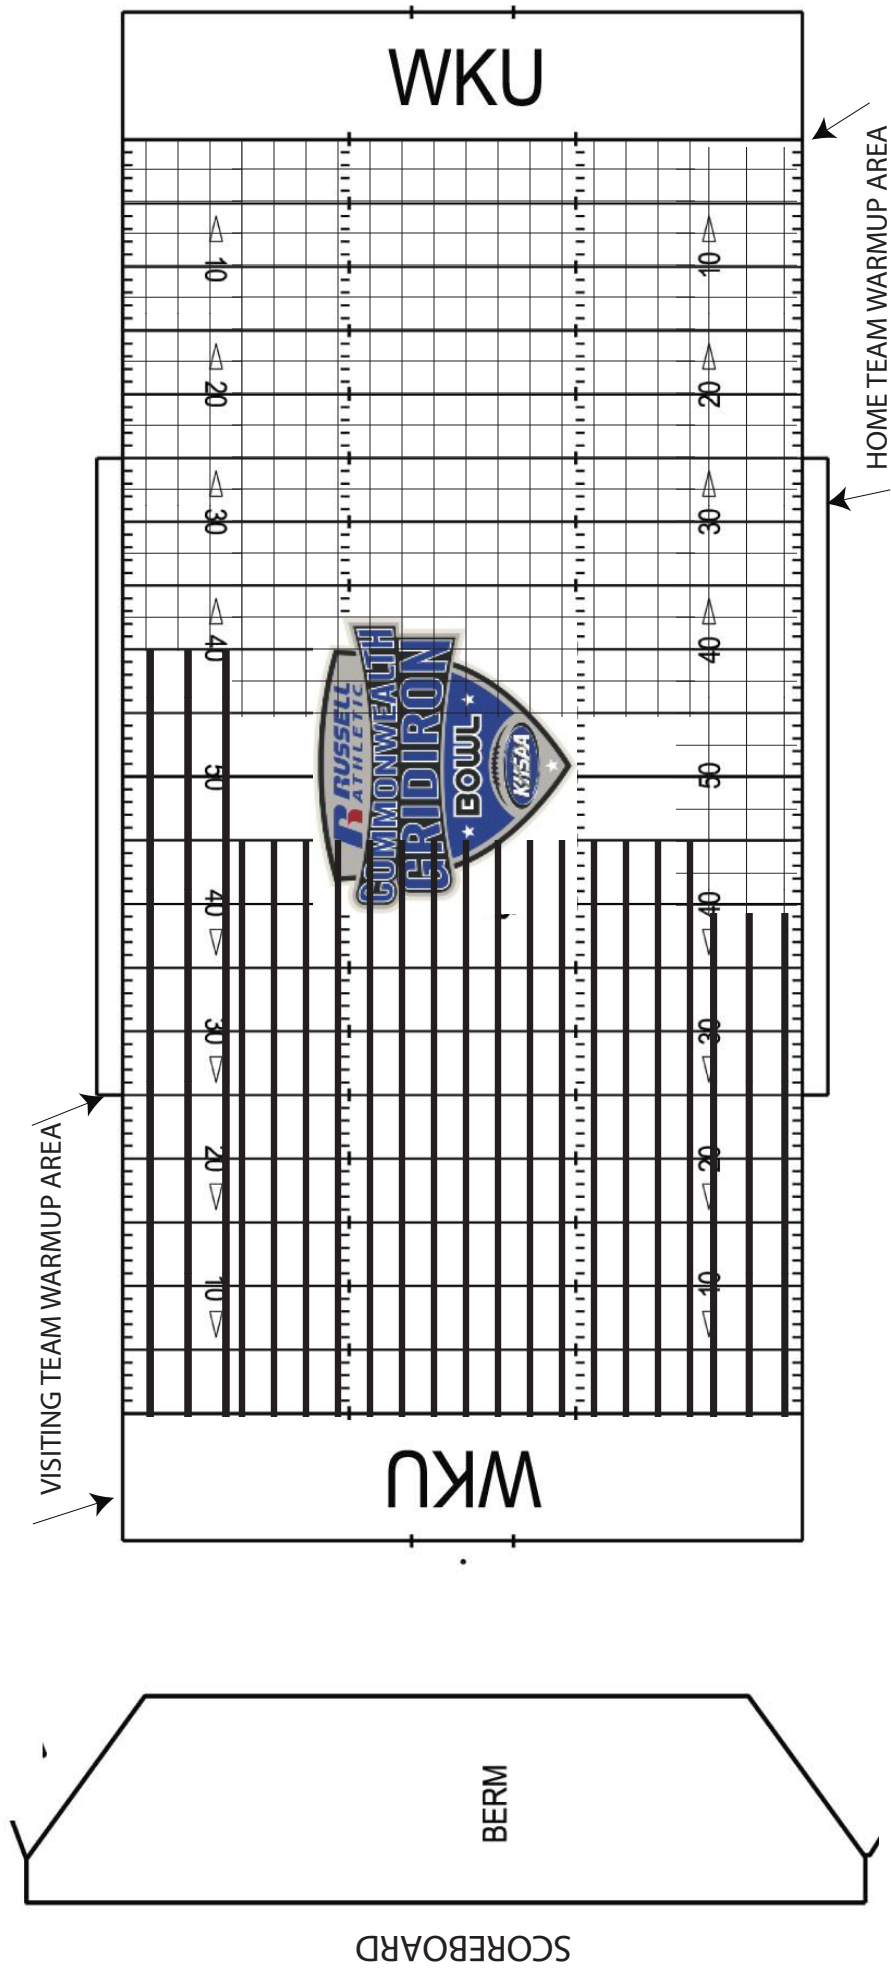 WKU
HOME TEAM WARMUP AREA
10
10
20
20
30
30
40
40
RUSSELL
ATHLETIC
COMMONWEALTH
GRIDIRON
BOWL
KHSAA
50
50
40
40
30
30
20
20
10
10
VISITING TEAM WARMUP AREA
WKU
BERM
SCOREBOARD